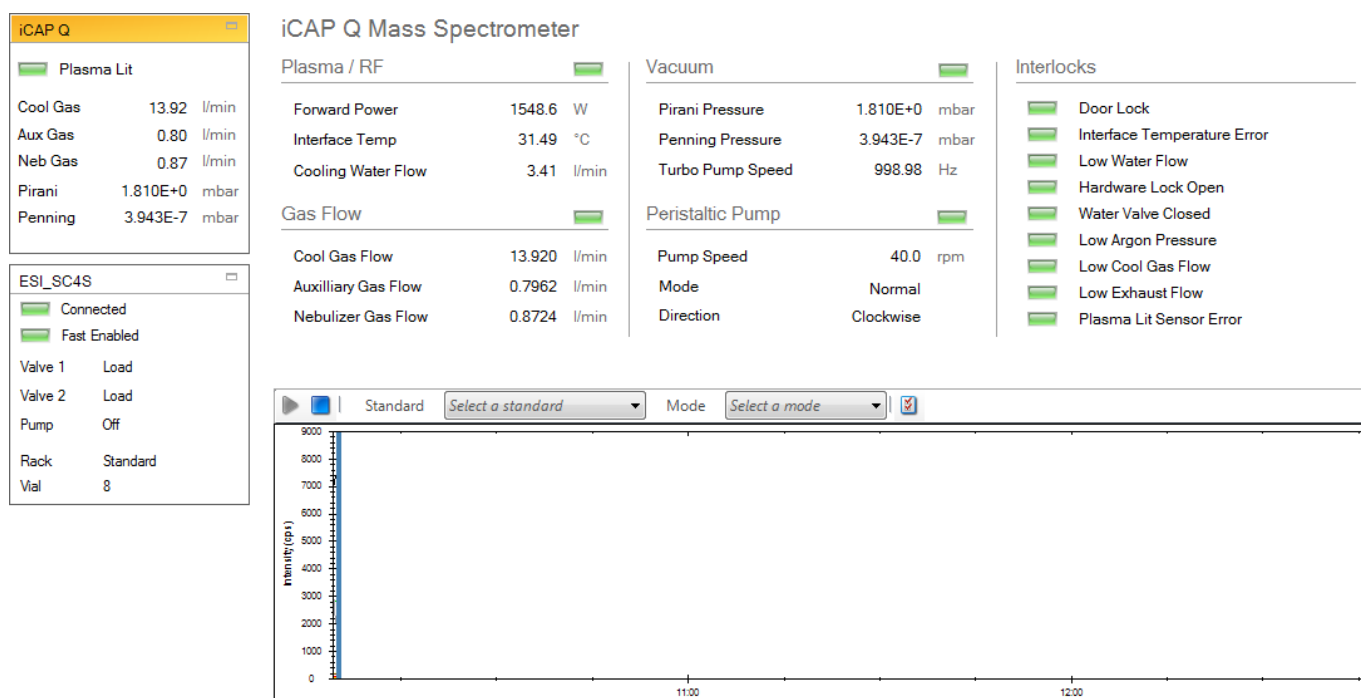 iCAP Q
Plasma Lit
Cool Gas 13.92 l/min
Aux Gas 0.80 l/min
Neb Gas 0.87 l/min
Pirani 1.810E+0 mbar
Penning 3.943E-7 mbar
ESI_SC4S
Connected
Fast Enabled
Valve 1 Load
Valve 2 Load
Pump Off
Rack Standard
Vial 8
iCAP Q Mass Spectrometer
Plasma / RF
Forward Power 1548.6 W
Interface Temp 31.49 °C
Cooling Water Flow 3.41 l/min
Gas Flow
Cool Gas Flow 13.920 l/min
Auxilliary Gas Flow 0.7962 l/min
Nebulizer Gas Flow 0.8724 l/min
Vacuum
Pirani Pressure 1.810E+0 mbar
Penning Pressure 3.943E-7 mbar
Turbo Pump Speed 998.98 Hz
Peristaltic Pump
Pump Speed 40.0 rpm
Mode Normal
Direction Clockwise
Interlocks
Door Lock
Interface Temperature Error
Low Water Flow
Hardware Lock Open
Water Valve Closed
Low Argon Pressure
Low Cool Gas Flow
Low Exhaust Flow
Plasma Lit Sensor Error
Standard Select a standard Mode Select a mode
Intensity (cps)
9000
8000
7000
6000
5000
4000
3000
2000
1000
0
11:00 12:00